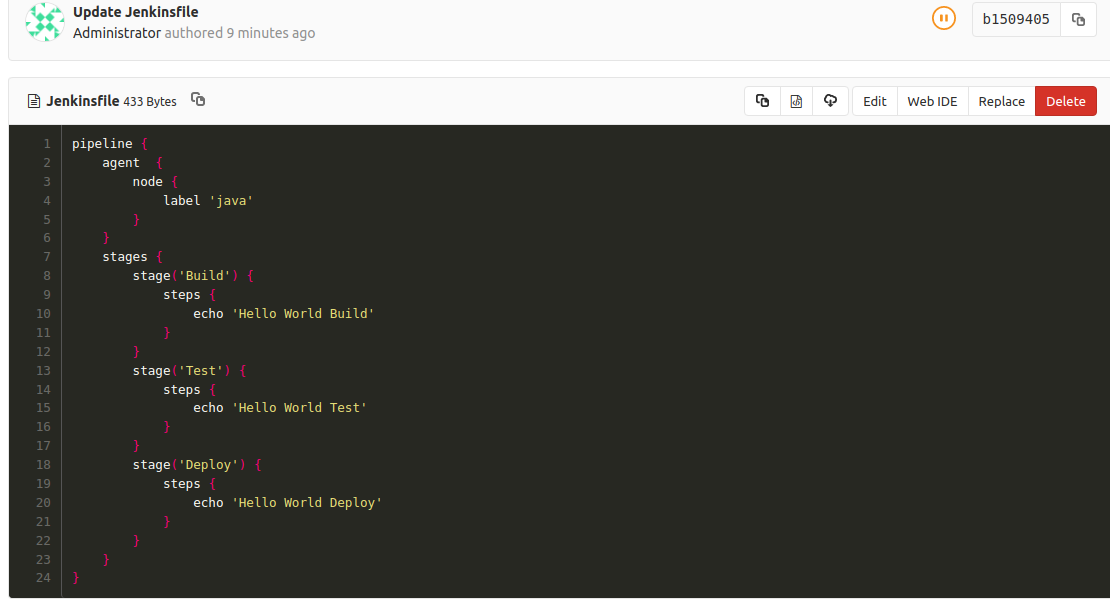 Update Jenkinsfile
Administrator authored 9 minutes ago
b1509405
Jenkinsfile 433 Bytes
Edit Web IDE Replace Delete
1 pipeline {
2     agent  {
3         node {
4             label 'java'
5         }
6     }
7     stages {
8         stage('Build') {
9             steps {
10                 echo 'Hello World Build'
11             }
12         }
13         stage('Test') {
14             steps {
15                 echo 'Hello World Test'
16             }
17         }
18         stage('Deploy') {
19             steps {
20                 echo 'Hello World Deploy'
21             }
22         }
23     }
24 }